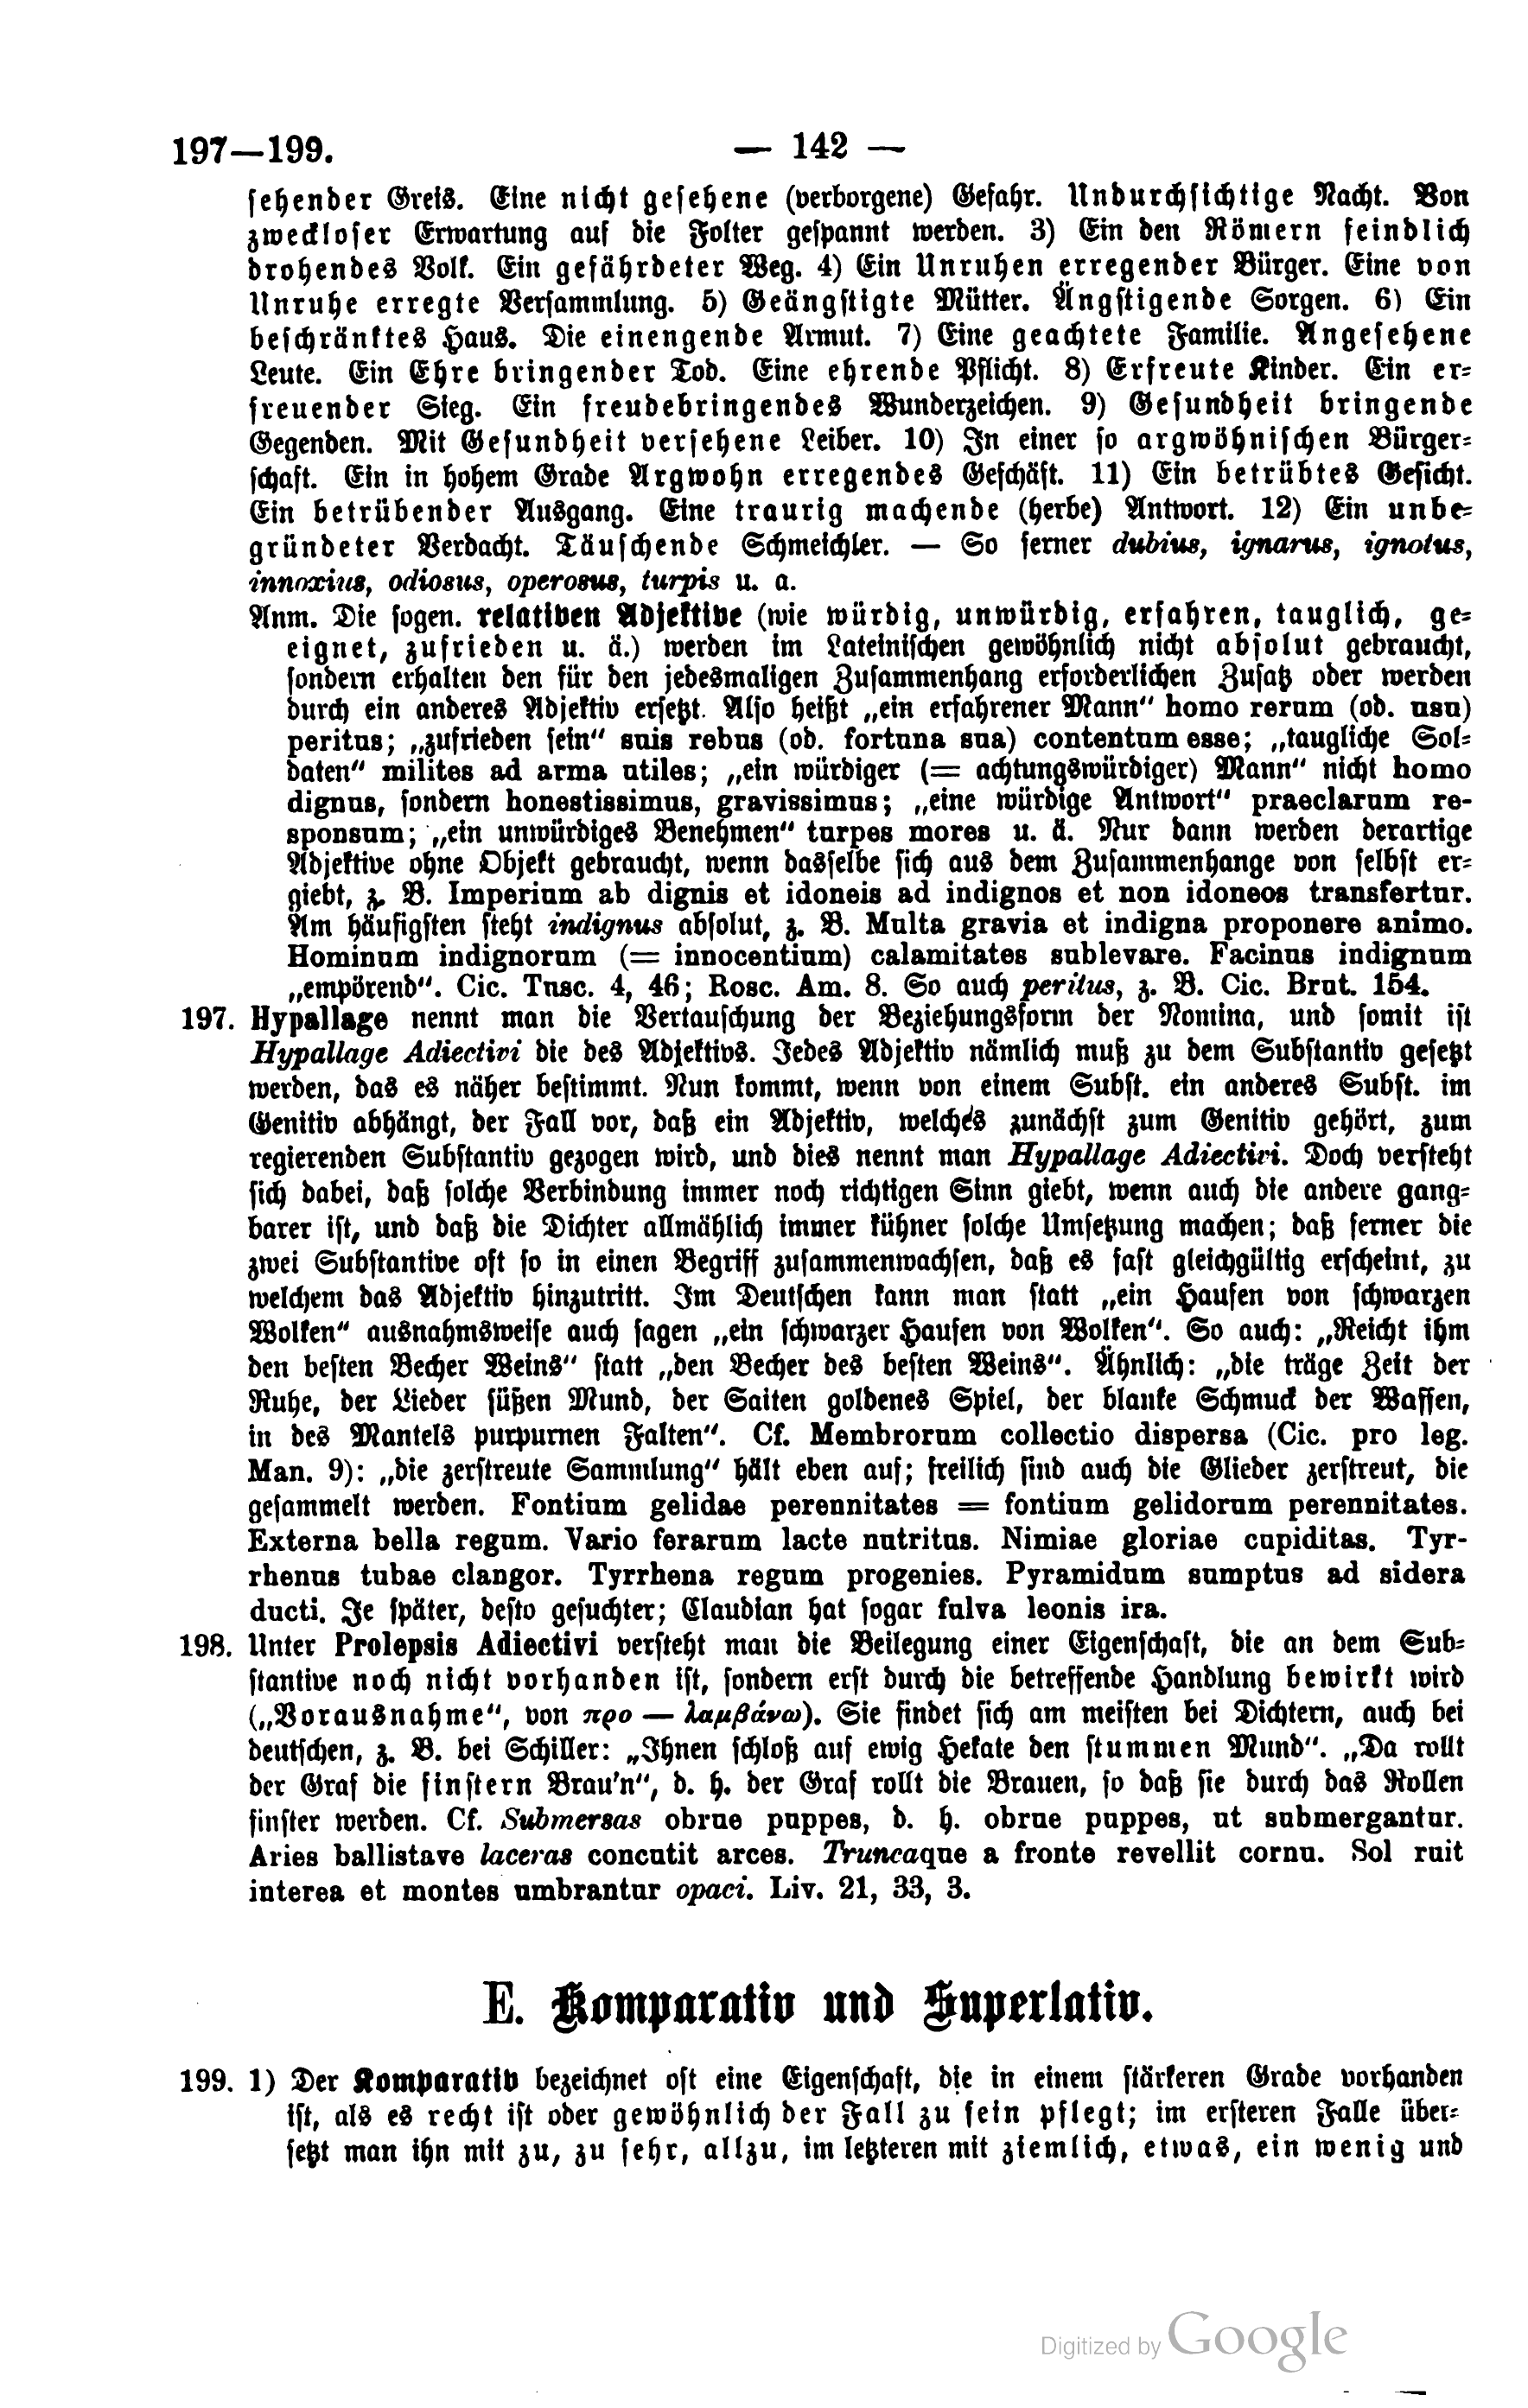 197—199. — 142 —
sehender Greis. Eine nicht gesehene (verborgene) Gefahr. Undurchsichtige Nacht. Von
zweckloser Erwartung auf die Folter gespannt werden. 3) Ein den Römern feindlich
drohendes Volk. Ein gefährdeter Weg. 4) Ein Unruhen erregender Bürger. Eine von
Unruhe erregte Versammlung. 5) Geängstigte Mütter. Ängstigende Sorgen. 6) Ein
beschränktes Haus. Die einengende Armut. 7) Eine geachtete Familie. Angesehene
Leute. Ein Ehre bringender Tod. Eine ehrende Pflicht. 8) Erfreute Kinder. Ein er-
freuender Sieg. Ein freudebringendes Wunderzeichen. 9) Gesundheit bringende
Gegenden. Mit Gesundheit versehene Leiber. 10) In einer so argwöhnischen Bürger-
schaft. Ein in hohem Grade Argwohn erregendes Geschäft. 11) Ein betrübtes Gesicht.
Ein betrübender Ausgang. Eine traurig machende (herbe) Antwort. 12) Ein unbe-
gründeter Verdacht. Täuschende Schmeichler. — So ferner dubius, ignarus, ignotus,
innoxius, odiosus, operosus, turpis u. a.
Anm. Die sogen. relativen Adjektive (wie würdig, unwürdig, erfahren, tauglich, ge-
eignet, zufrieden u. ä.) werden im Lateinischen gewöhnlich nicht absolut gebraucht,
sondern erhalten den für den jedesmaligen Zusammenhang erforderlichen Zusatz oder werden
durch ein anderes Adjektiv ersetzt. Also heißt „ein erfahrener Mann“ homo rerum (od. usu)
peritus; „zufrieden sein“ suis rebus (ob. fortuna sua) contentum esse; „taugliche Sol-
daten“ milites ad arma utiles; „ein würdiger (= achtungswürdiger) Mann“ nicht homo
dignus, sondern honestissimus, gravissimus; „eine würdige Antwort“ praeclarum re-
sponsum; „ein unwürdiges Benehmen“ turpes mores u. ä. Nur dann werden derartige
Adjektive ohne Objekt gebraucht, wenn dasselbe sich aus dem Zusammenhange von selbst er-
giebt, z. B. Imperium ab dignis et idoneis ad indignos et non idoneos transfertur.
Am häufigsten steht indignus absolut, z. B. Multa gravia et indigna proponere animo.
Hominum indignorum (= innocentium) calamitates sublevare. Facinus indignum
„empörend“. Cic. Tusc. 4, 46; Rosc. Am. 8. So auch peritus, z. B. Cic. Brut. 154.
197. Hypallage nennt man die Vertauschung der Beziehungsform der Nomina, und somit ist
Hypallage Adiectivi die des Adjektivs. Jedes Adjektiv nämlich muß zu dem Substantiv gesetzt
werden, das es näher bestimmt. Nun kommt, wenn von einem Subst. ein anderes Subst. im
Genitiv abhängt, der Fall vor, daß ein Adjektiv, welches zunächst zum Genitiv gehört, zum
regierenden Substantiv gezogen wird, und dies nennt man Hypallage Adiectivi. Doch versteht
sich dabei, daß solche Verbindung immer noch richtigen Sinn giebt, wenn auch die andere gang-
barer ist, und daß die Dichter allmählich immer kühner solche Umsetzung machen; daß ferner die
zwei Substantive oft so in einen Begriff zusammenwachsen, daß es fast gleichgültig erscheint, zu
welchem das Adjektiv hinzutritt. Im Deutschen kann man statt „ein Haufen von schwarzen
Wolken“ ausnahmsweise auch sagen „ein schwarzer Haufen von Wolken“. So auch: „Reicht ihm
den besten Becher Weins“ statt „den Becher des besten Weins“. Ähnlich: „die träge Zeit der
Ruhe, der Lieder süßen Mund, der Saiten goldenes Spiel, der blanke Schmuck der Waffen,
in des Mantels purpurnen Falten“. Cf. Membrorum collectio dispersa (Cic. pro leg.
Man. 9): „die zerstreute Sammlung“ hält eben auf; freilich sind auch die Glieder zerstreut, die
gesammelt werden. Fontium gelidae perennitates = fontium gelidorum perennitates.
Externa bella regum. Vario ferarum lacte nutritus. Nimiae gloriae cupiditas. Tyr-
rhenus tubae clangor. Tyrrhena regum progenies. Pyramidum sumptus ad sidera
ducti. Je später, desto gesuchter; Claudian hat sogar fulva leonis ira.
198. Unter Prolepsis Adiectivi versteht man die Beilegung einer Eigenschaft, die an dem Sub-
stantive noch nicht vorhanden ist, sondern erst durch die betreffende Handlung bewirkt wird
(„Vorausnahme“, von προ — λαμβάνω). Sie findet sich am meisten bei Dichtern, auch bei
deutschen, z. B. bei Schiller: „Ihnen schloß auf ewig Hekate den stummen Mund“. „Da rollt
der Graf die finstern Brau'n“, d. h. der Graf rollt die Brauen, so daß sie durch das Rollen
finster werden. Cf. Submersas obrue puppes, d. h. obrue puppes, ut submergantur.
Aries ballistave laceras concutit arces. Truncaque a fronte revellit cornu. Sol ruit
interea et montes umbrantur opaci. Liv. 21, 33, 3.
E. Komparativ und Superlativ.
199. 1) Der Komparativ bezeichnet oft eine Eigenschaft, die in einem stärkeren Grade vorhanden
ist, als es recht ist oder gewöhnlich der Fall zu sein pflegt; im ersteren Falle über-
setzt man ihn mit zu, zu sehr, allzu, im letzteren mit ziemlich, etwas, ein wenig und
Digitized by Google